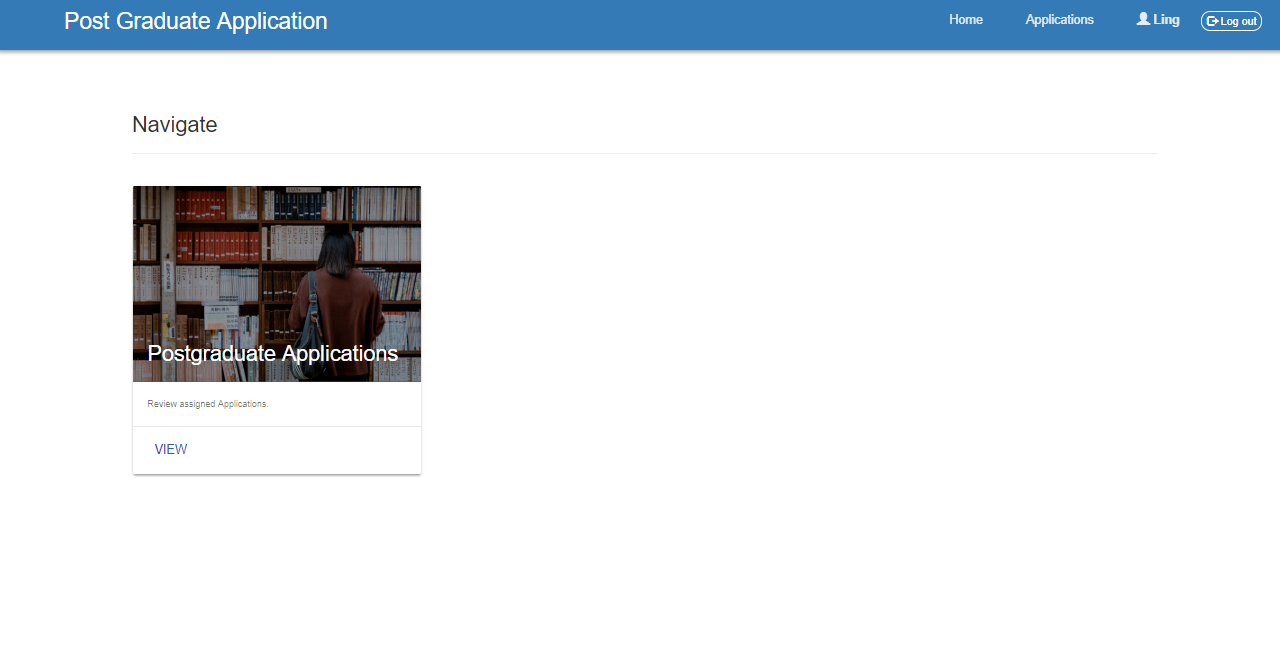 Post Graduate Application
Home
Applications
Ling
Log out
Navigate
Postgraduate Applications
Review assigned Applications.
VIEW